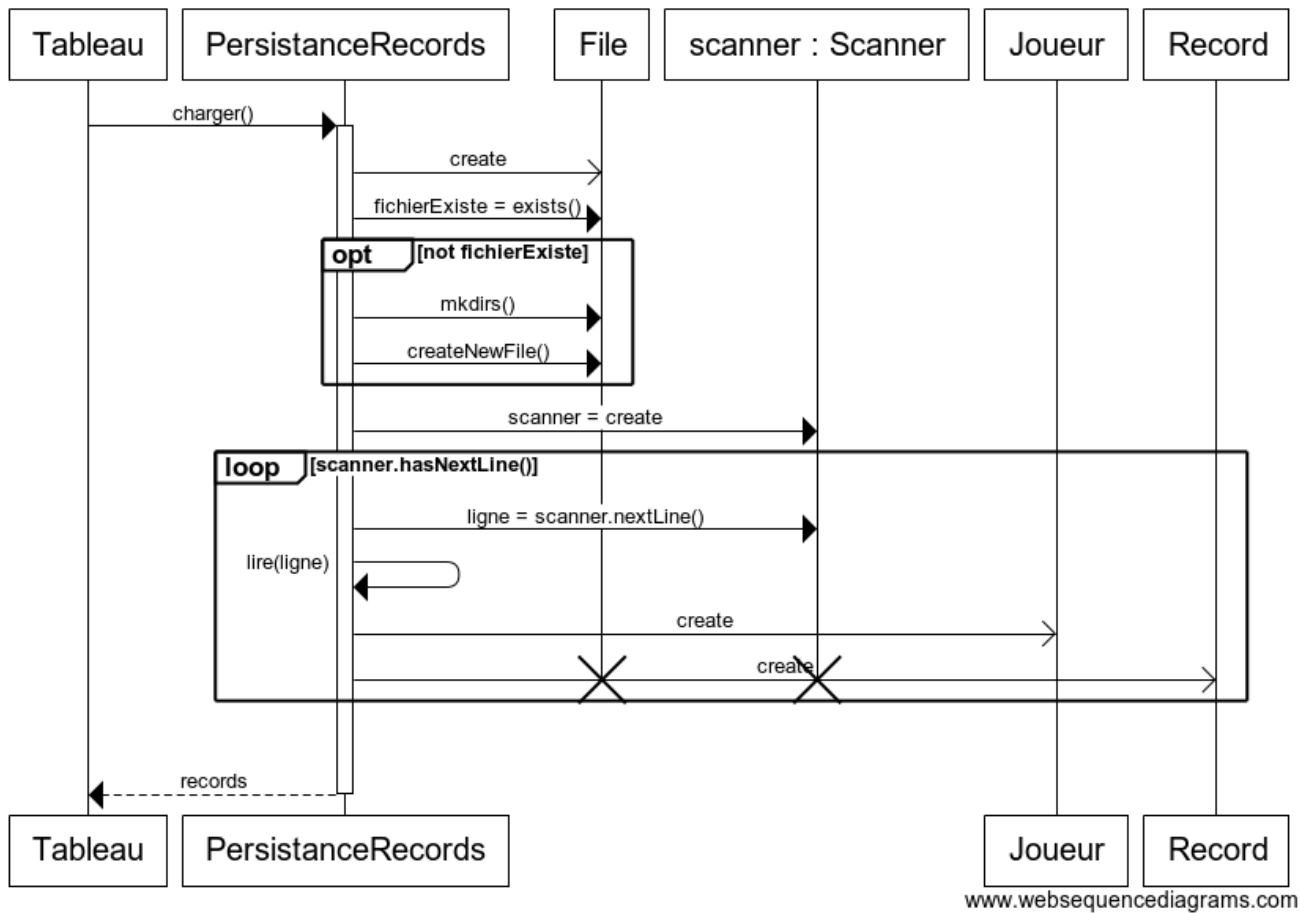 Tableau
PersistanceRecords
File
scanner : Scanner
Joueur
Record
charger()
create
fichierExiste = exists()
opt
[not fichierExiste]
mkdirs()
createNewFile()
scanner = create
loop
[scanner.hasNextLine()]
ligne = scanner.nextLine()
lire(ligne)
create
create
records
Tableau
PersistanceRecords
Joueur
Record
www.websequencediagrams.com